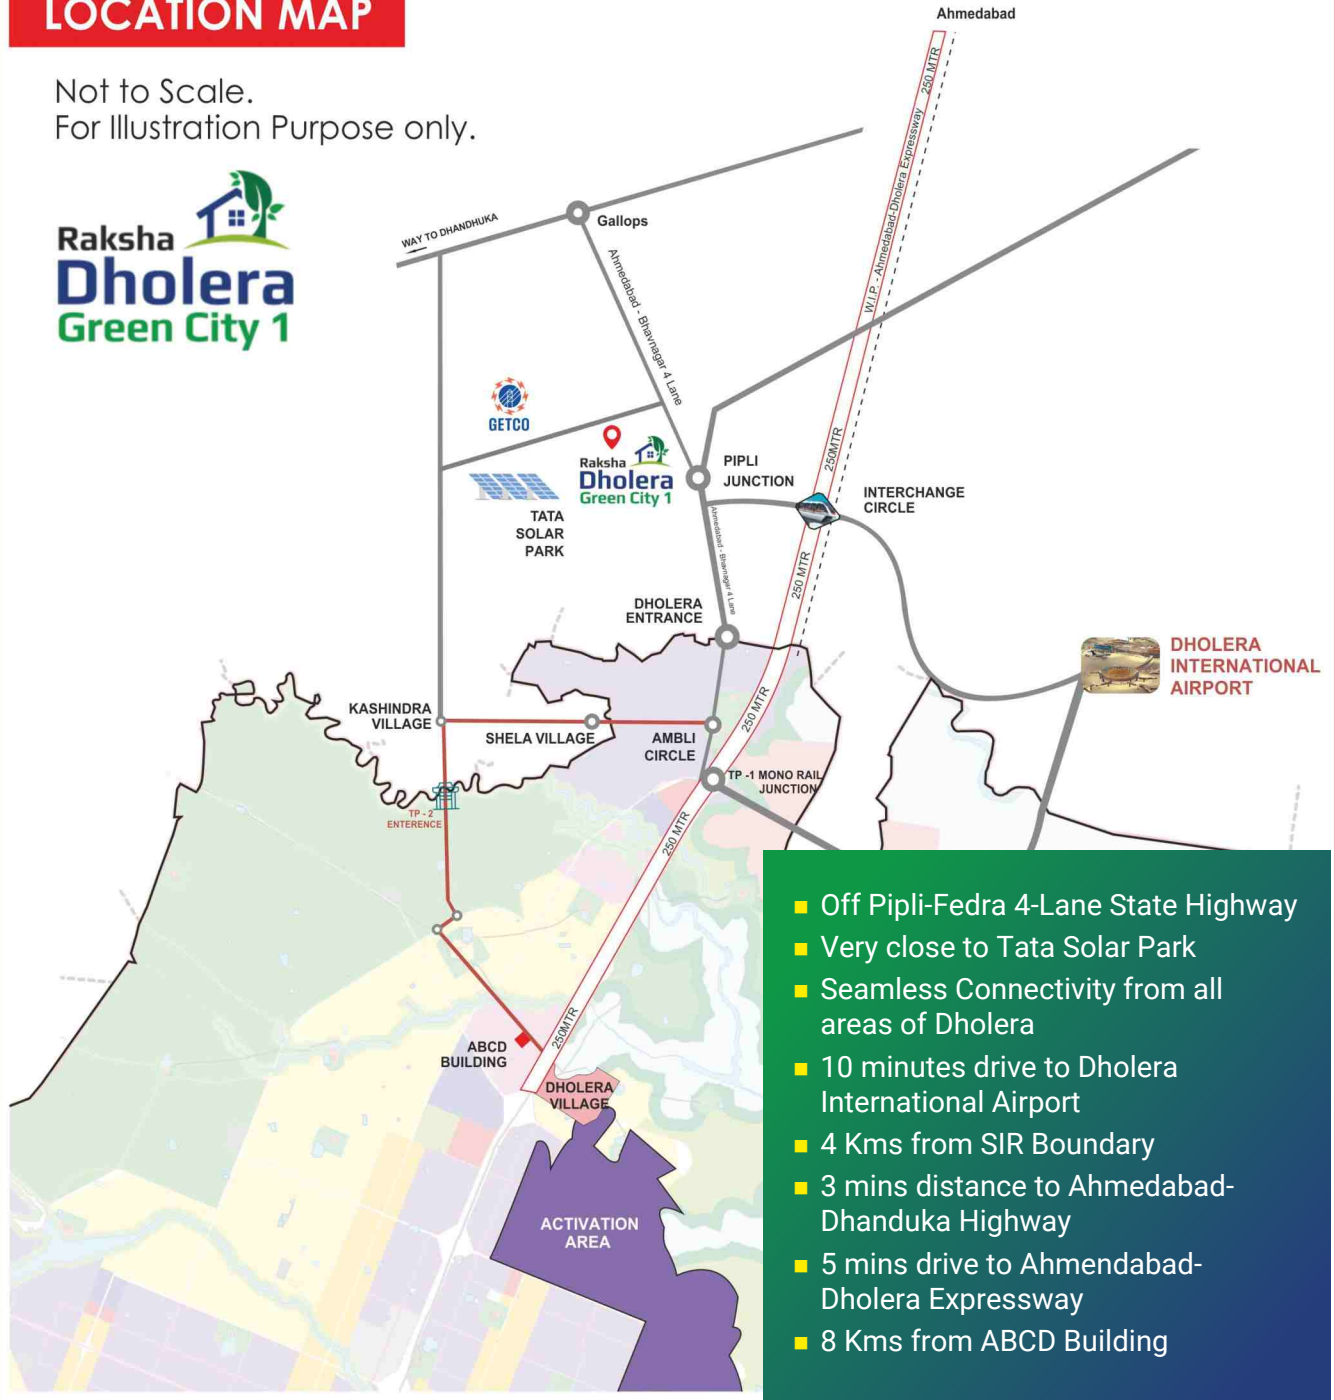 LOCATION MAP
Not to Scale.
For Illustration Purpose only.
Raksha
Dholera
Green City 1
Ahmedabad
250 MTR
W.I.P. - Ahmedabad-Dholera Expressway
WAY TO DHANDHUKA
Gallops
Ahmedabad - Bhavnagar 4 Lane
GETCO
Raksha
Dholera
Green City 1
TATA
SOLAR
PARK
PIPLI
JUNCTION
250MTR
INTERCHANGE
CIRCLE
Ahmedabad - Bhavnagar 4 Lane
250 MTR
DHOLERA
ENTRANCE
DHOLERA
INTERNATIONAL
AIRPORT
KASHINDRA
VILLAGE
SHELA VILLAGE
AMBLI
CIRCLE
250 MTR
TP -1 MONO RAIL
JUNCTION
TP - 2
ENTERENCE
250 MTR
250MTR
ABCD
BUILDING
DHOLERA
VILLAGE
ACTIVATION
AREA
Off Pipli-Fedra 4-Lane State Highway
Very close to Tata Solar Park
Seamless Connectivity from all
areas of Dholera
10 minutes drive to Dholera
International Airport
4 Kms from SIR Boundary
3 mins distance to Ahmedabad-
Dhanduka Highway
5 mins drive to Ahmendabad-
Dholera Expressway
8 Kms from ABCD Building